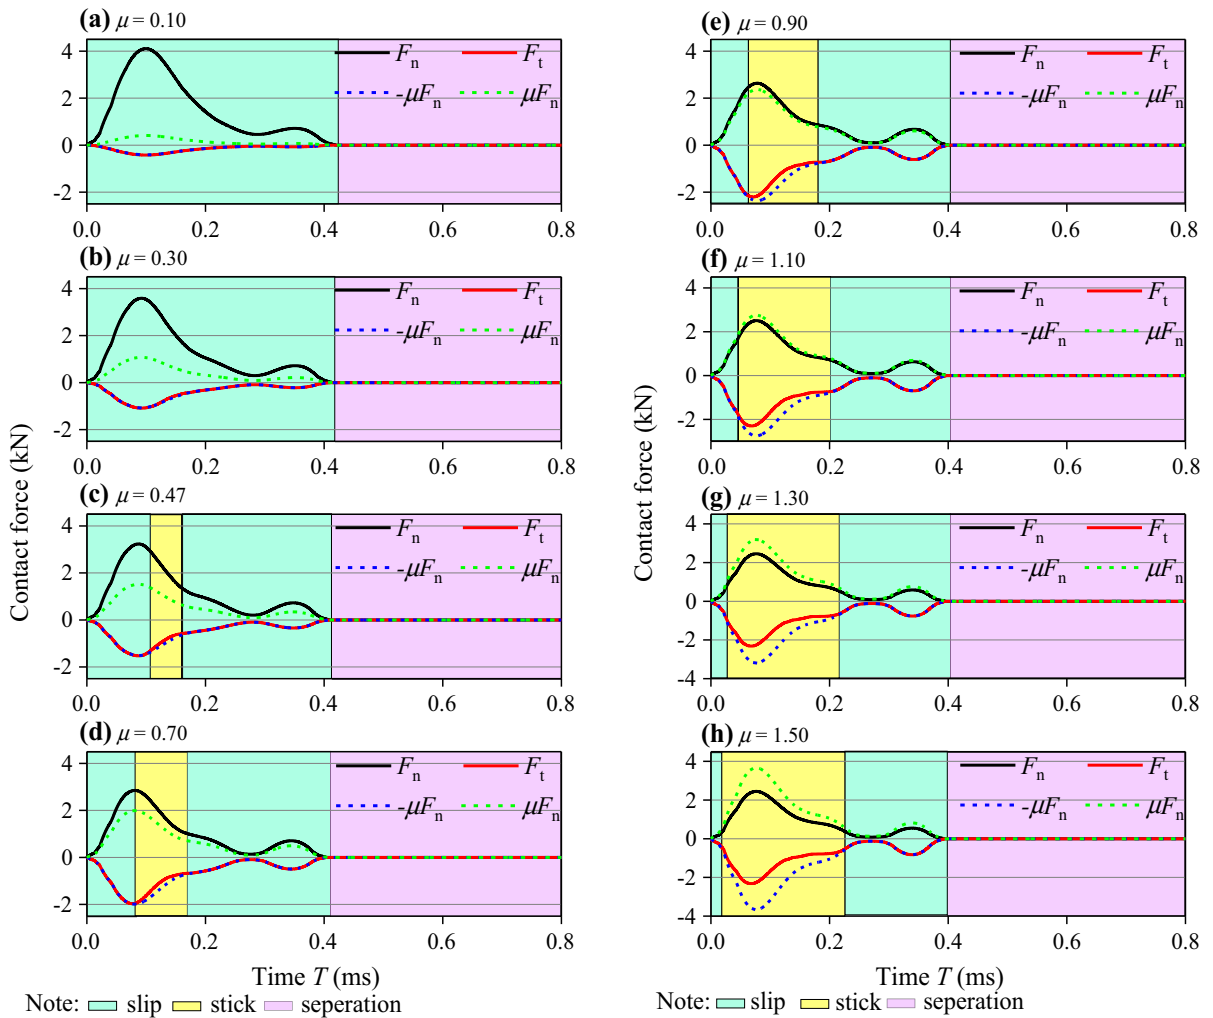 (a) μ = 0.10
4
2
0
-2
Fn
Ft
-μFn
μFn
0.0 0.2 0.4 0.6 0.8
(b) μ = 0.30
4
2
0
-2
Fn
Ft
-μFn
μFn
0.0 0.2 0.4 0.6 0.8
(c) μ = 0.47
4
2
0
-2
Fn
Ft
-μFn
μFn
0.0 0.2 0.4 0.6 0.8
(d) μ = 0.70
4
2
0
-2
Fn
Ft
-μFn
μFn
0.0 0.2 0.4 0.6 0.8
Contact force (kN)
Time T (ms)
Note: slip stick seperation
(e) μ = 0.90
4
2
0
-2
Fn
Ft
-μFn
μFn
0.0 0.2 0.4 0.6 0.8
(f) μ = 1.10
4
2
0
-2
Fn
Ft
-μFn
μFn
0.0 0.2 0.4 0.6 0.8
(g) μ = 1.30
4
2
0
-2
-4
Fn
Ft
-μFn
μFn
0.0 0.2 0.4 0.6 0.8
(h) μ = 1.50
4
2
0
-2
-4
Fn
Ft
-μFn
μFn
0.0 0.2 0.4 0.6 0.8
Contact force (kN)
Time T (ms)
Note: slip stick seperation